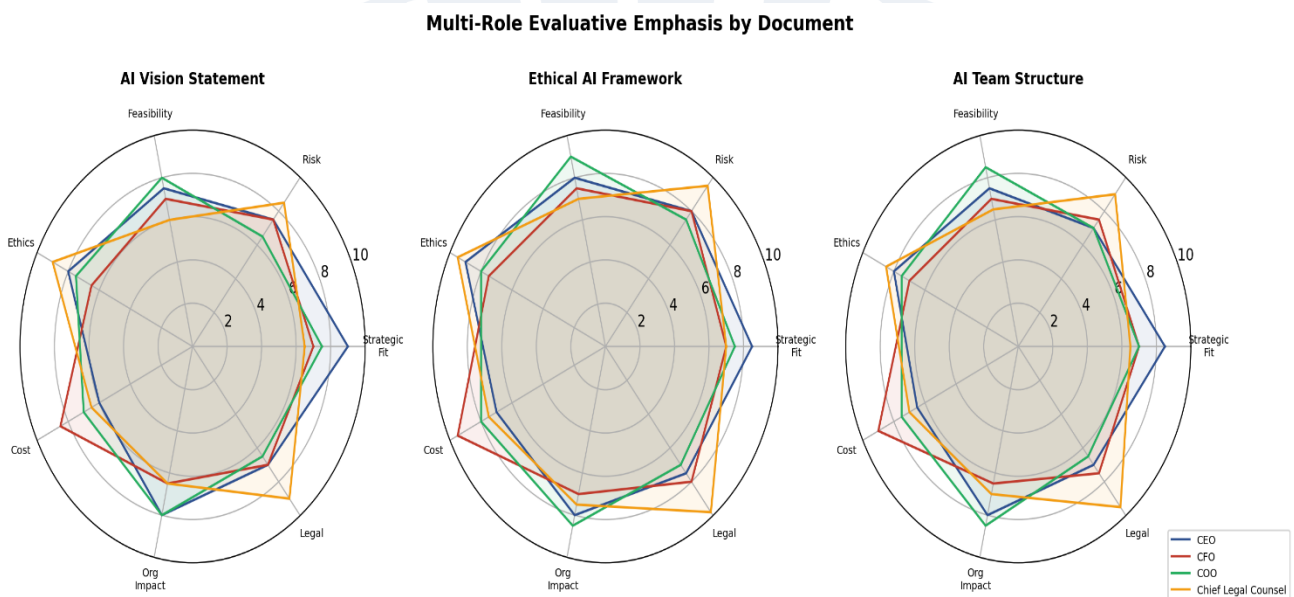 Multi-Role Evaluative Emphasis by Document
AI Vision Statement
Feasibility
Risk
Ethics
10
8
6
4
2
Strategic
Fit
Cost
Org
Impact
Legal
Ethical AI Framework
Feasibility
Risk
Ethics
10
8
6
4
2
Strategic
Fit
Cost
Org
Impact
Legal
AI Team Structure
Feasibility
Risk
Ethics
10
8
6
4
2
Strategic
Fit
Cost
Org
Impact
Legal
CEO
CFO
COO
Chief Legal Counsel